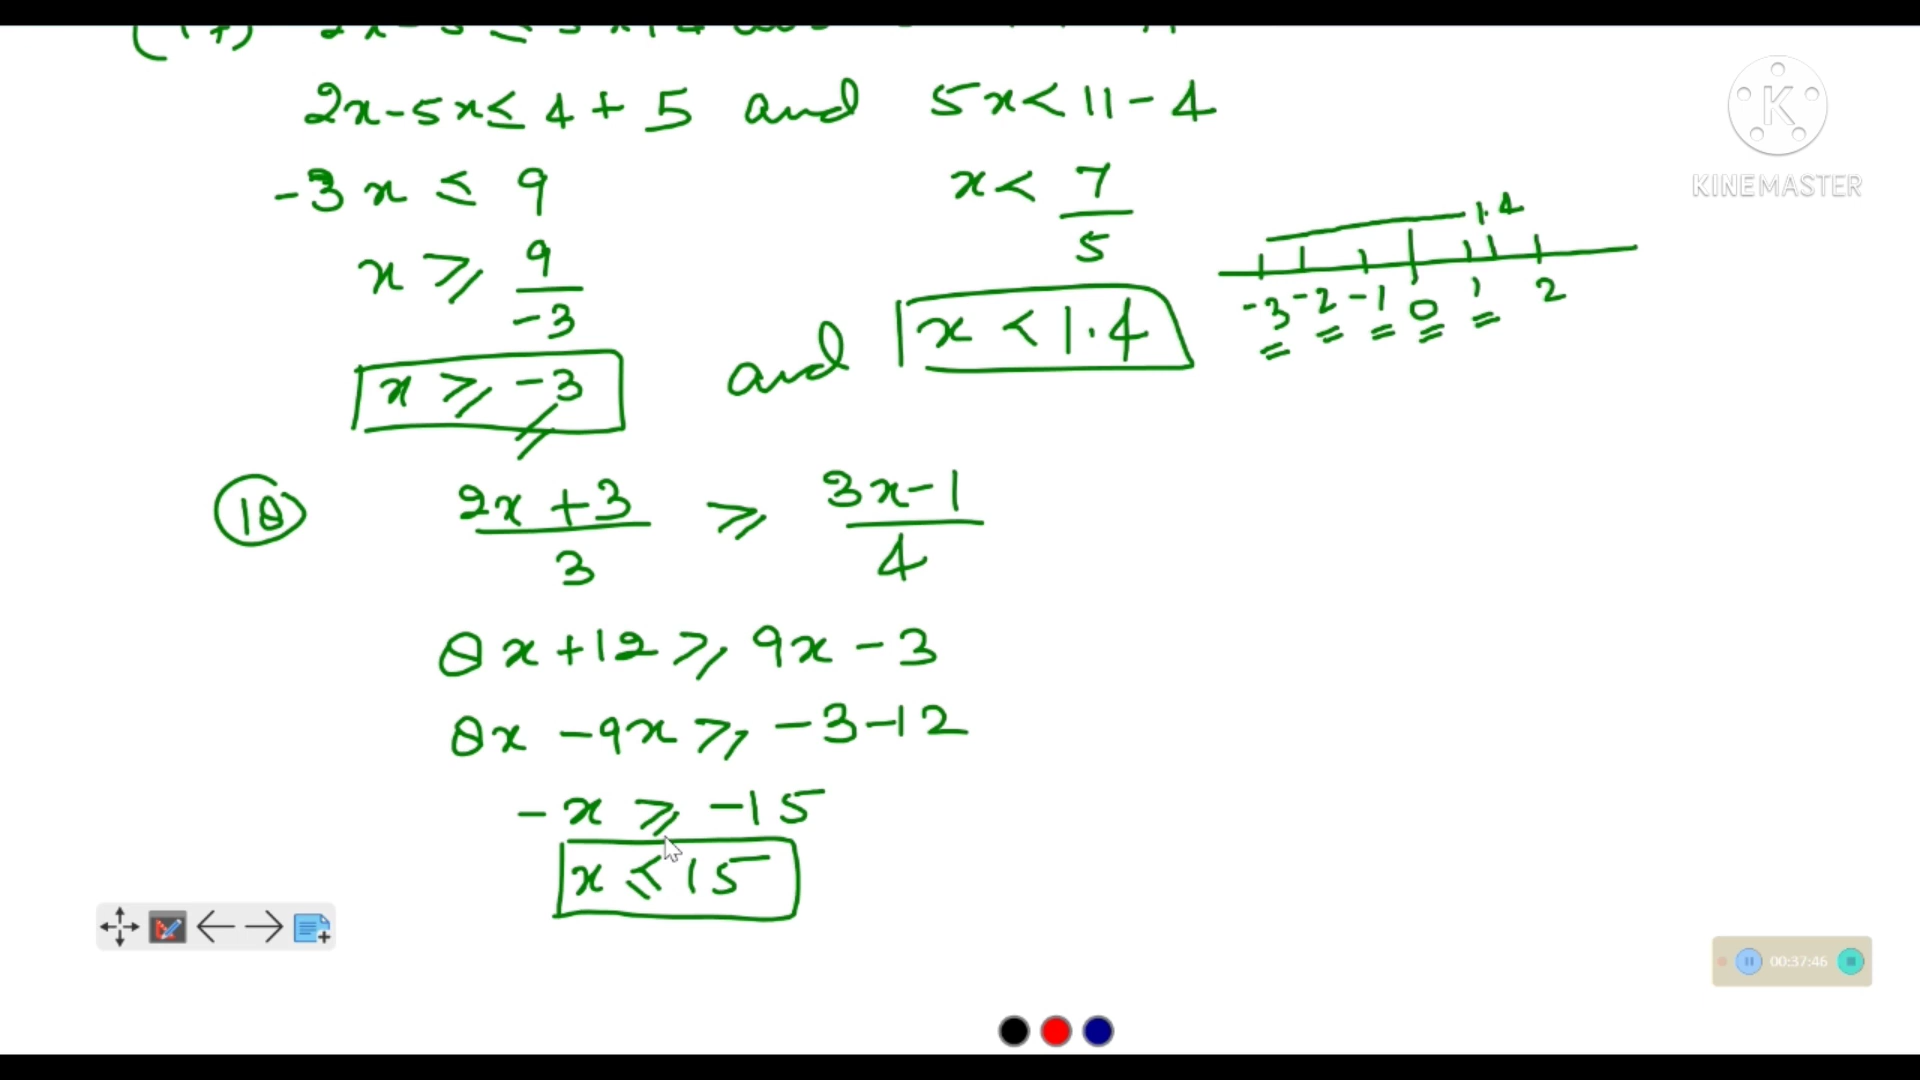 2x-5x≤ 4 + 5 and 5x< 11 - 4
-3x ≤ 9
x< 7/5
x ≥ 9/-3
and
x < 1.4
x ≥ -3
1.4
-3 -2 -1 0 1 2
18
2x+3/3 ≥ 3x-1/4
8x+12 ≥ 9x-3
8x-9x ≥ -3-12
-x ≥ -15
x ≤ 15
K
KINEMASTER
00:37:46